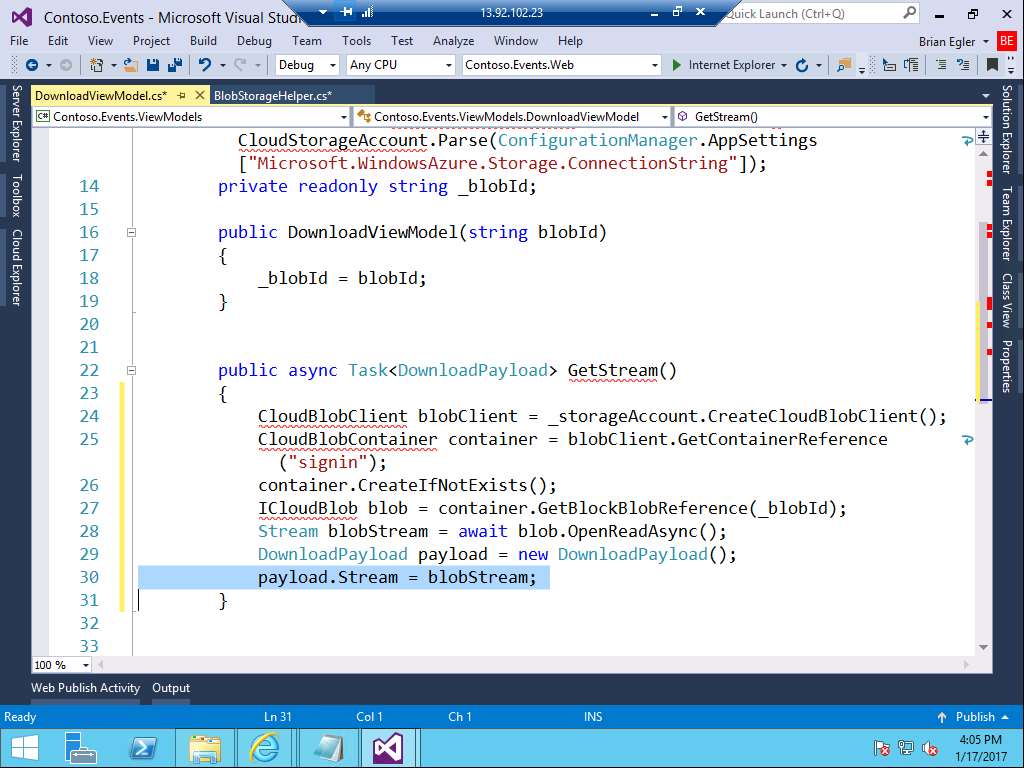 Contoso.Events - Microsoft Visual Stud
13.92.102.23
Quick Launch (Ctrl+Q)
File Edit View Project Build Debug Team Tools Test Analyze Window Help
Brian Egler BE
Debug Any CPU Contoso.Events.Web Internet Explorer
DownloadViewModel.cs* BlobStorageHelper.cs*
C# Contoso.Events.ViewModels Contoso.Events.ViewModels.DownloadViewModel GetStream()
Server Explorer
Toolbox
Cloud Explorer
CloudStorageAccount.Parse(ConfigurationManager.AppSettings
["Microsoft.WindowsAzure.Storage.ConnectionString"]);
14 private readonly string _blobId;
15
16 public DownloadViewModel(string blobId)
17 {
18 _blobId = blobId;
19 }
20
21
22 public async Task<DownloadPayload> GetStream()
23 {
24 CloudBlobClient blobClient = _storageAccount.CreateCloudBlobClient();
25 CloudBlobContainer container = blobClient.GetContainerReference
("signin");
26 container.CreateIfNotExists();
27 ICloudBlob blob = container.GetBlockBlobReference(_blobId);
28 Stream blobStream = await blob.OpenReadAsync();
29 DownloadPayload payload = new DownloadPayload();
30 payload.Stream = blobStream;
31 }
32
33
Solution Explorer
Team Explorer
Class View
Properties
100 %
Web Publish Activity Output
Ready Ln 31 Col 1 Ch 1 INS Publish
4:05 PM
1/17/2017